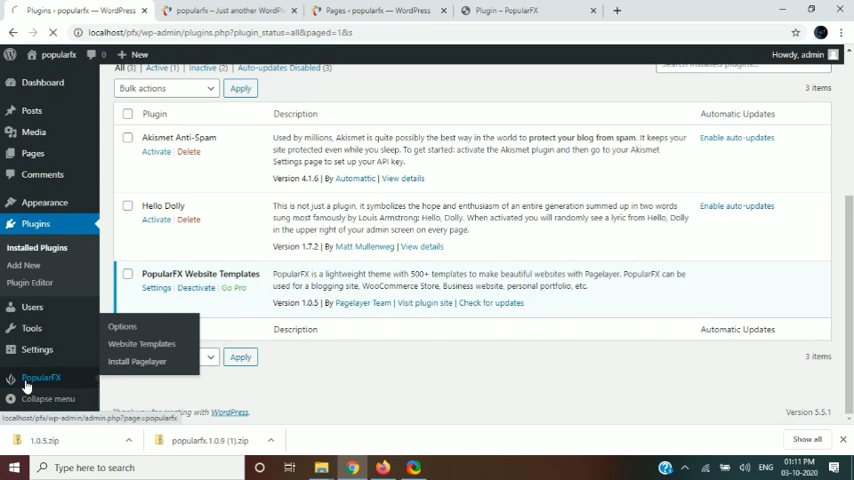 Plugins ‹ popularfx — WordPress
popularfx – Just another WordPr
Pages ‹ popularfx — WordPress
Plugin – PopularFX
localhost/pfx/wp-admin/plugins.php?plugin_status=all&paged=1&s
popularfx 0 New Howdy, admin
All (3) | Active (1) | Inactive (2) | Auto-updates Disabled (3)
Search installed plugins...
Bulk actions Apply 3 items
Dashboard
Posts
Media
Pages
Comments
Appearance
Plugins
Installed Plugins
Add New
Plugin Editor
Users
Tools
Settings
PopularFX
Collapse menu
Options
Website Templates
Install Pagelayer
Plugin Description Automatic Updates
Akismet Anti-Spam
Activate | Delete
Used by millions, Akismet is quite possibly the best way in the world to protect your blog from spam. It keeps your
site protected even while you sleep. To get started: activate the Akismet plugin and then go to your Akismet
Settings page to set up your API key.
Version 4.1.6 | By Automattic | View details
Enable auto-updates
Hello Dolly
Activate | Delete
This is not just a plugin, it symbolizes the hope and enthusiasm of an entire generation summed up in two words
sung most famously by Louis Armstrong: Hello, Dolly. When activated you will randomly see a lyric from Hello, Dolly
in the upper right of your admin screen on every page.
Version 1.7.2 | By Matt Mullenweg | View details
Enable auto-updates
PopularFX Website Templates
Settings | Deactivate | Go Pro
PopularFX is a lightweight theme with 500+ templates to make beautiful websites with Pagelayer. PopularFX can be
used for a blogging site, WooCommerce Store, Business website, personal portfolio, etc.
Version 1.0.5 | By Pagelayer Team | Visit plugin site | Check for updates
Description Automatic Updates
Apply 3 items
Thank you for creating with WordPress.
Version 5.5.1
localhost/pfx/wp-admin/admin.php?page=popularfx
1.0.5.zip
popularfx.1.0.9 (1).zip
Show all
Type here to search
ENG
01:11 PM
03-10-2020